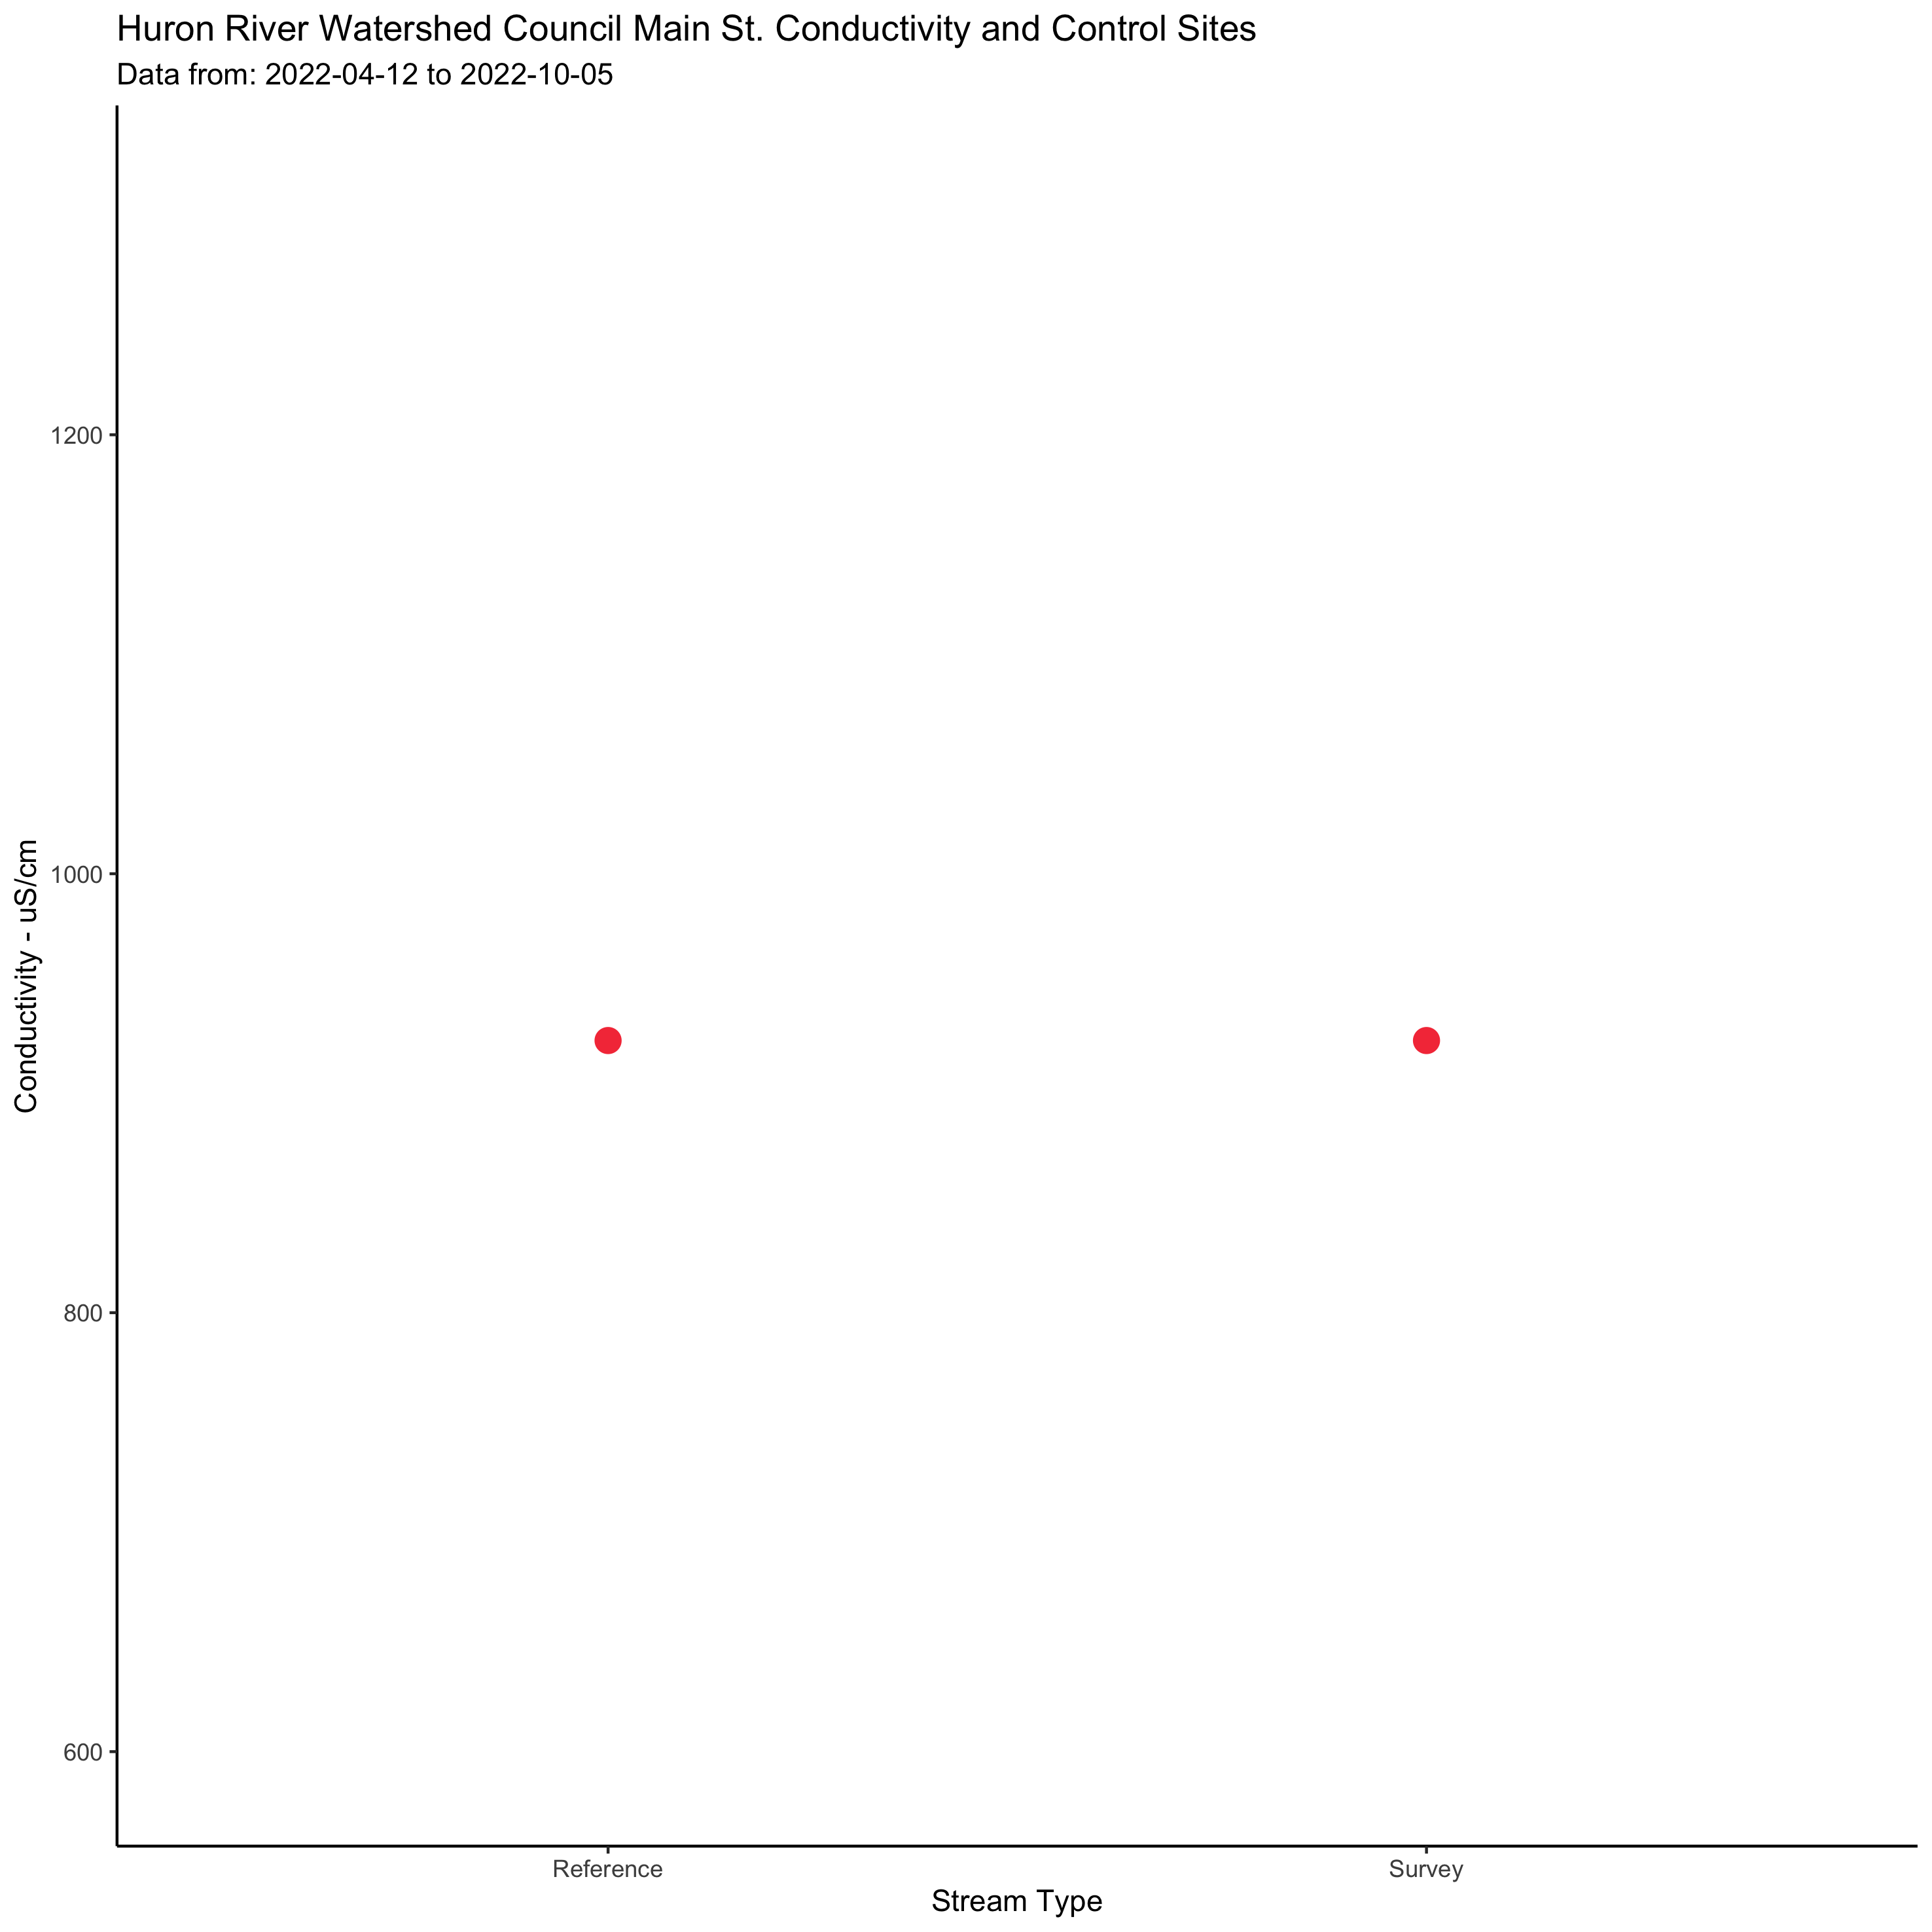 Huron River Watershed Council Main St. Conductivity and Control Sites
Data from: 2022-04-12 to 2022-10-05
Conductivity - uS/cm
1200
1000
800
600
Reference
Survey
Stream Type